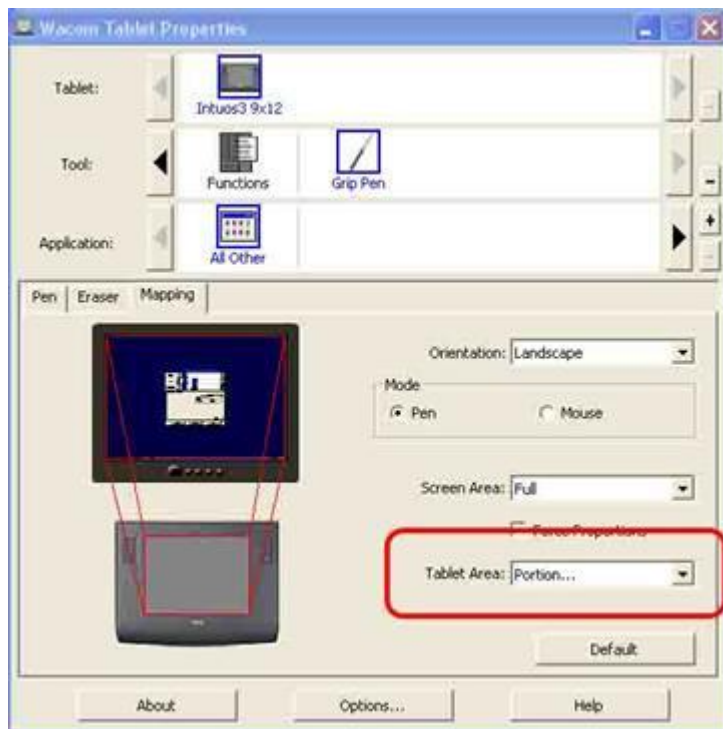 Wacom Tablet Properties
Tablet:
Intuos3 9x12
Tool:
Functions
Grip Pen
Application:
All Other
Pen
Eraser
Mapping
Orientation: Landscape
Mode
Pen
Mouse
Screen Area: Full
Force Proportions
Tablet Area: Portion...
Default
About
Options...
Help